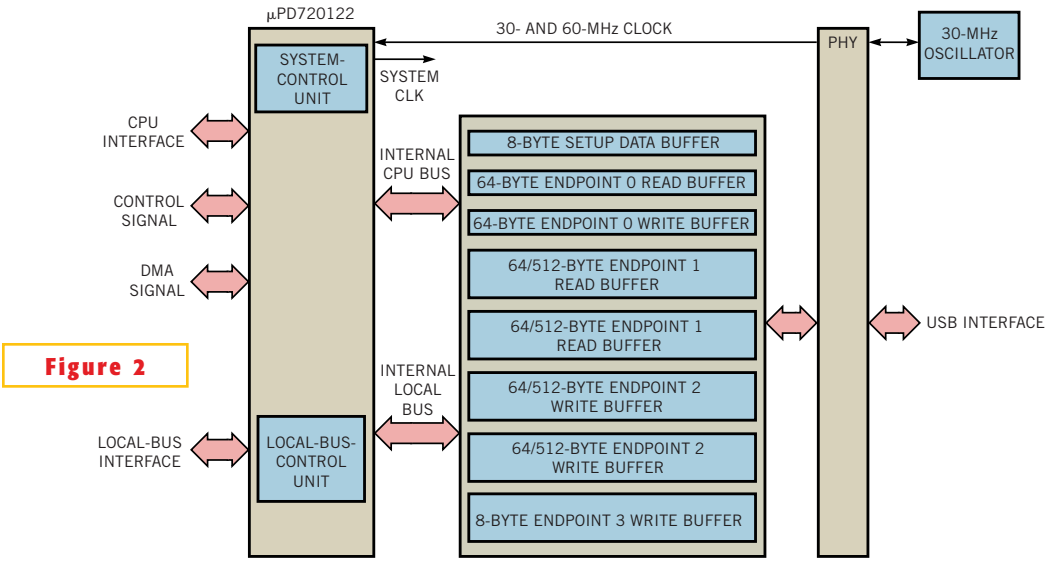 μPD720122
30- AND 60-MHz CLOCK
PHY
30-MHz
OSCILLATOR
SYSTEM-
CONTROL
UNIT
SYSTEM
CLK
CPU
INTERFACE
INTERNAL
CPU BUS
8-BYTE SETUP DATA BUFFER
64-BYTE ENDPOINT 0 READ BUFFER
CONTROL
SIGNAL
64-BYTE ENDPOINT 0 WRITE BUFFER
DMA
SIGNAL
64/512-BYTE ENDPOINT 1
READ BUFFER
64/512-BYTE ENDPOINT 1
READ BUFFER
USB INTERFACE
Figure 2
INTERNAL
LOCAL
BUS
64/512-BYTE ENDPOINT 2
WRITE BUFFER
LOCAL-BUS
INTERFACE
LOCAL-BUS-
CONTROL
UNIT
64/512-BYTE ENDPOINT 2
WRITE BUFFER
8-BYTE ENDPOINT 3 WRITE BUFFER